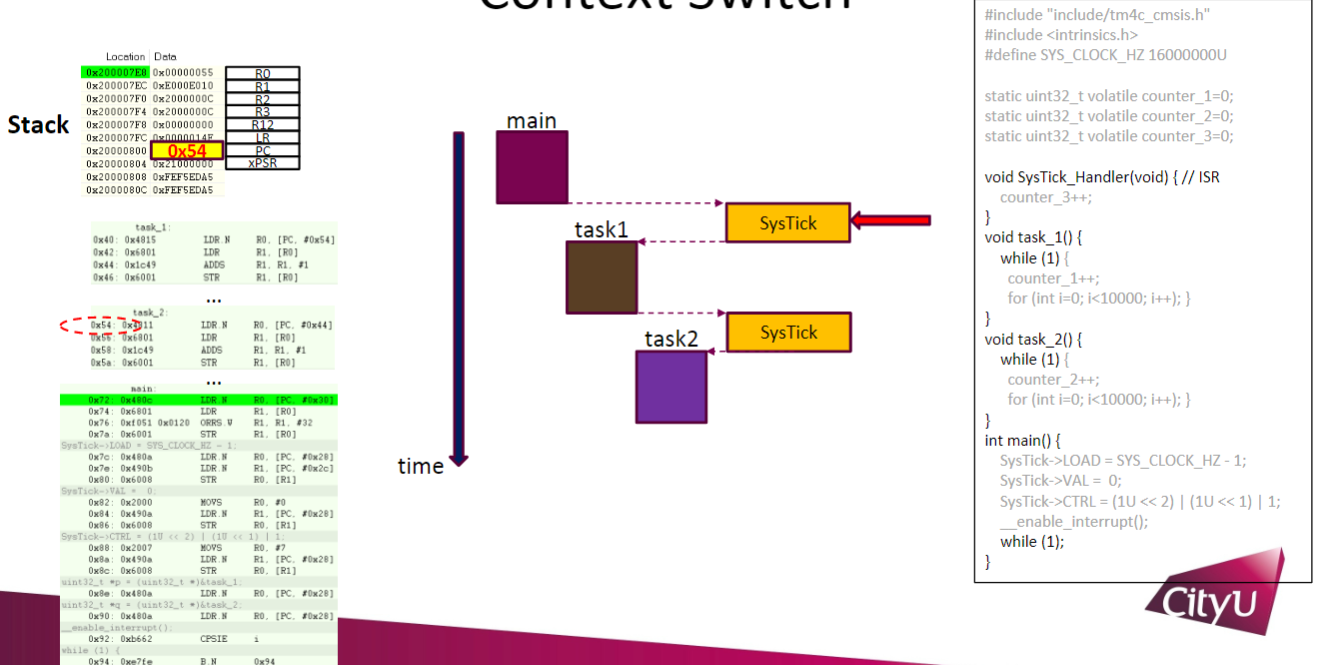 Context Switch
Stack
Location Data
0x200007E8 0x00000055 R0
0x200007EC 0xE000E010 R1
0x200007F0 0x2000000C R2
0x200007F4 0x2000000C R3
0x200007F8 0x00000000 R12
0x200007FC 0x0000014F LR
0x20000800 0x54 PC
0x20000804 0x21000000 xPSR
0x20000808 0xFEF5EDA5
0x2000080C 0xFEF5EDA5
task_1:
0x40: 0x4815 LDR.N R0, [PC, #0x54]
0x42: 0x6801 LDR R1, [R0]
0x44: 0x1c49 ADDS R1, R1, #1
0x46: 0x6001 STR R1, [R0]
...
task_2:
0x54: 0x4811 LDR.N R0, [PC, #0x44]
0x56: 0x6801 LDR R1, [R0]
0x58: 0x1c49 ADDS R1, R1, #1
0x5a: 0x6001 STR R1, [R0]
...
main:
0x72: 0x480c LDR.N R0, [PC, #0x30]
0x74: 0x6801 LDR R1, [R0]
0x76: 0xf051 0x0120 ORRS.W R1, R1, #32
0x7a: 0x6001 STR R1, [R0]
SysTick->LOAD = SYS_CLOCK_HZ - 1;
0x7c: 0x480a LDR.N R0, [PC, #0x28]
0x7e: 0x490b LDR.N R1, [PC, #0x2c]
0x80: 0x6008 STR R0, [R1]
SysTick->VAL = 0;
0x82: 0x2000 MOVS R0, #0
0x84: 0x490a LDR.N R1, [PC, #0x28]
0x86: 0x6008 STR R0, [R1]
SysTick->CTRL = (1U << 2) | (1U << 1) | 1;
0x88: 0x2007 MOVS R0, #7
0x8a: 0x490a LDR.N R1, [PC, #0x28]
0x8c: 0x6008 STR R0, [R1]
uint32_t *p = (uint32_t *)&task_1;
0x8e: 0x480a LDR.N R0, [PC, #0x28]
uint32_t *q = (uint32_t *)&task_2;
0x90: 0x480a LDR.N R0, [PC, #0x28]
__enable_interrupt();
0x92: 0xb662 CPSIE i
while (1) {
0x94: 0xe7fe B.N 0x94
main
SysTick
task1
SysTick
task2
time
#include "include/tm4c_cmsis.h"
#include <intrinsics.h>
#define SYS_CLOCK_HZ 16000000U
static uint32_t volatile counter_1=0;
static uint32_t volatile counter_2=0;
static uint32_t volatile counter_3=0;
void SysTick_Handler(void) { // ISR
counter_3++;
}
void task_1() {
while (1) {
counter_1++;
for (int i=0; i<10000; i++); }
}
void task_2() {
while (1) {
counter_2++;
for (int i=0; i<10000; i++); }
}
int main() {
SysTick->LOAD = SYS_CLOCK_HZ - 1;
SysTick->VAL = 0;
SysTick->CTRL = (1U << 2) | (1U << 1) | 1;
__enable_interrupt();
while (1);
}
CityU